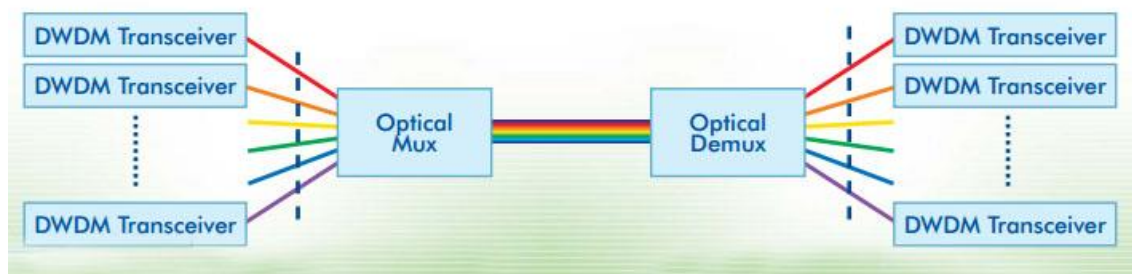 DWDM Transceiver
DWDM Transceiver
DWDM Transceiver
Optical
Mux
Optical
Demux
DWDM Transceiver
DWDM Transceiver
DWDM Transceiver